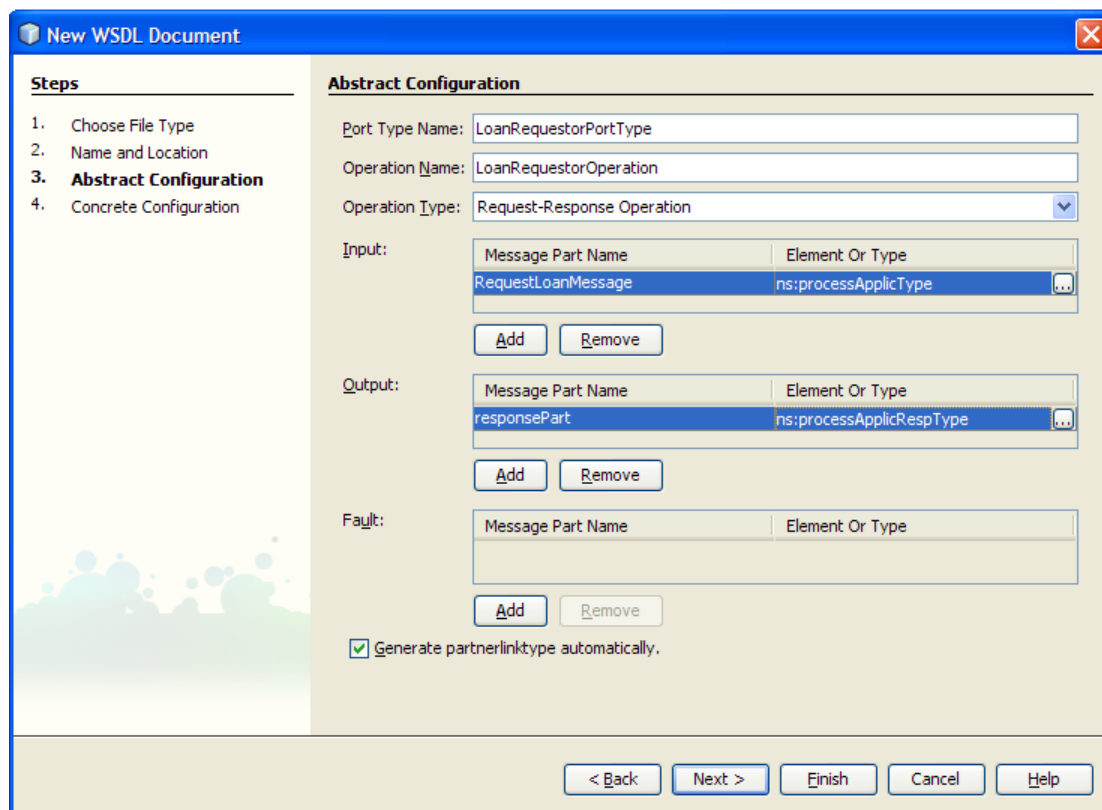 New WSDL Document
Steps
1. Choose File Type
2. Name and Location
3. Abstract Configuration
4. Concrete Configuration
Abstract Configuration
Port Type Name: LoanRequestorPortType
Operation Name: LoanRequestorOperation
Operation Type: Request-Response Operation
Input:
Message Part Name Element Or Type
RequestLoanMessage ns:processApplicType ...
Add Remove
Output:
Message Part Name Element Or Type
responsePart ns:processApplicRespType ...
Add Remove
Fault:
Message Part Name Element Or Type
Add Remove
Generate partnerlinktype automatically.
< Back Next > Finish Cancel Help